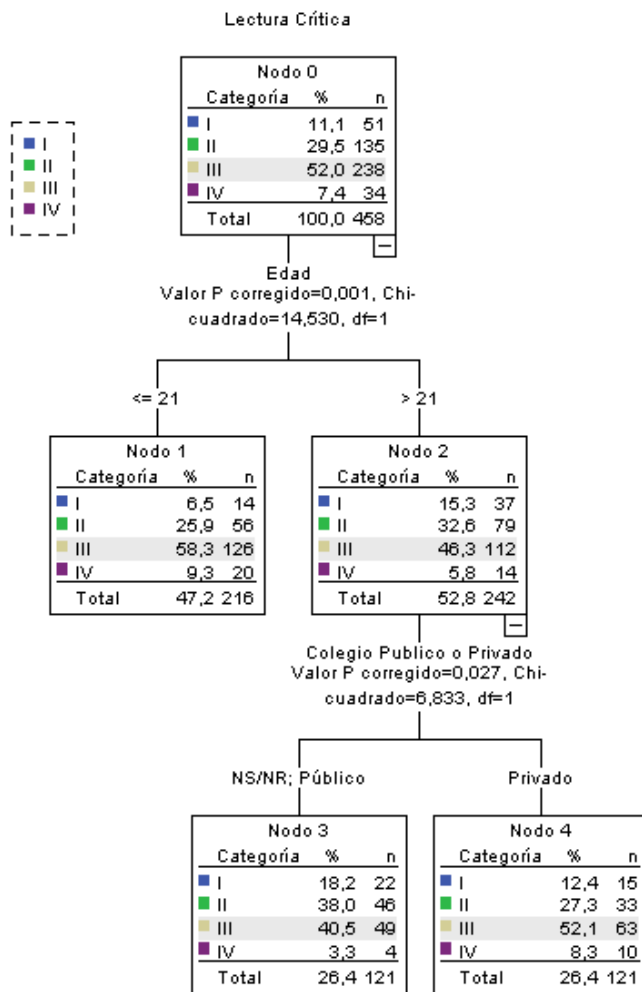 Lectura Crítica
I
II
III
IV
Nodo 0
Categoría % n
I 11,1 51
II 29,5 135
III 52,0 238
IV 7,4 34
Total 100,0 458
Edad
Valor P corregido=0,001, Chi-
cuadrado=14,530, df=1
<= 21
> 21
Nodo 1
Categoría % n
I 6,5 14
II 25,9 56
III 58,3 126
IV 9,3 20
Total 47,2 216
Nodo 2
Categoría % n
I 15,3 37
II 32,6 79
III 46,3 112
IV 5,8 14
Total 52,8 242
Colegio Publico o Privado
Valor P corregido=0,027, Chi-
cuadrado=6,833, df=1
NS/NR; Público
Privado
Nodo 3
Categoría % n
I 18,2 22
II 38,0 46
III 40,5 49
IV 3,3 4
Total 26,4 121
Nodo 4
Categoría % n
I 12,4 15
II 27,3 33
III 52,1 63
IV 8,3 10
Total 26,4 121